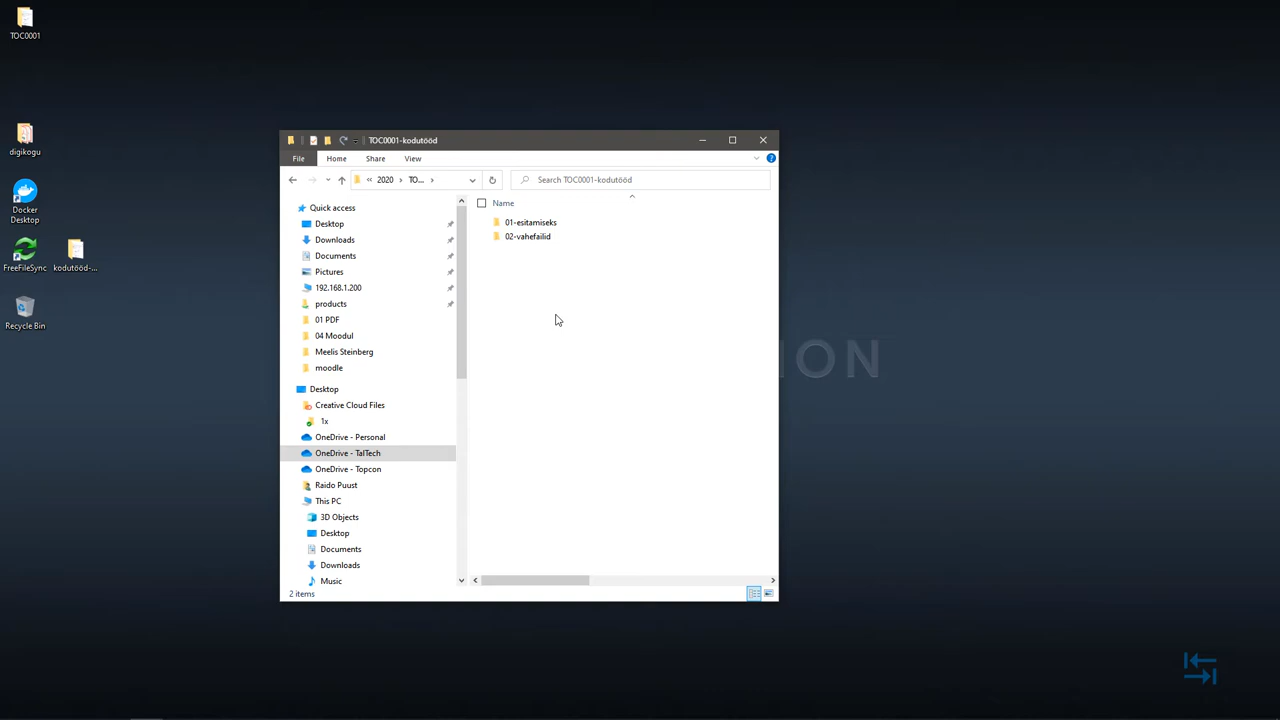 TOC0001
digikogu
Docker
Desktop
FreeFileSync
kodutööd-...
Recycle Bin
TOC0001-kodutööd
File
Home
Share
View
2020
TO...
Search TOC0001-kodutööd
Quick access
Desktop
Downloads
Documents
Pictures
192.168.1.200
products
01 PDF
04 Moodul
Meelis Steinberg
moodle
Desktop
Creative Cloud Files
1x
OneDrive - Personal
OneDrive - TalTech
OneDrive - Topcon
Raido Puust
This PC
3D Objects
Desktop
Documents
Downloads
Music
Name
01-esitamiseks
02-vahefailid
2 items
ON